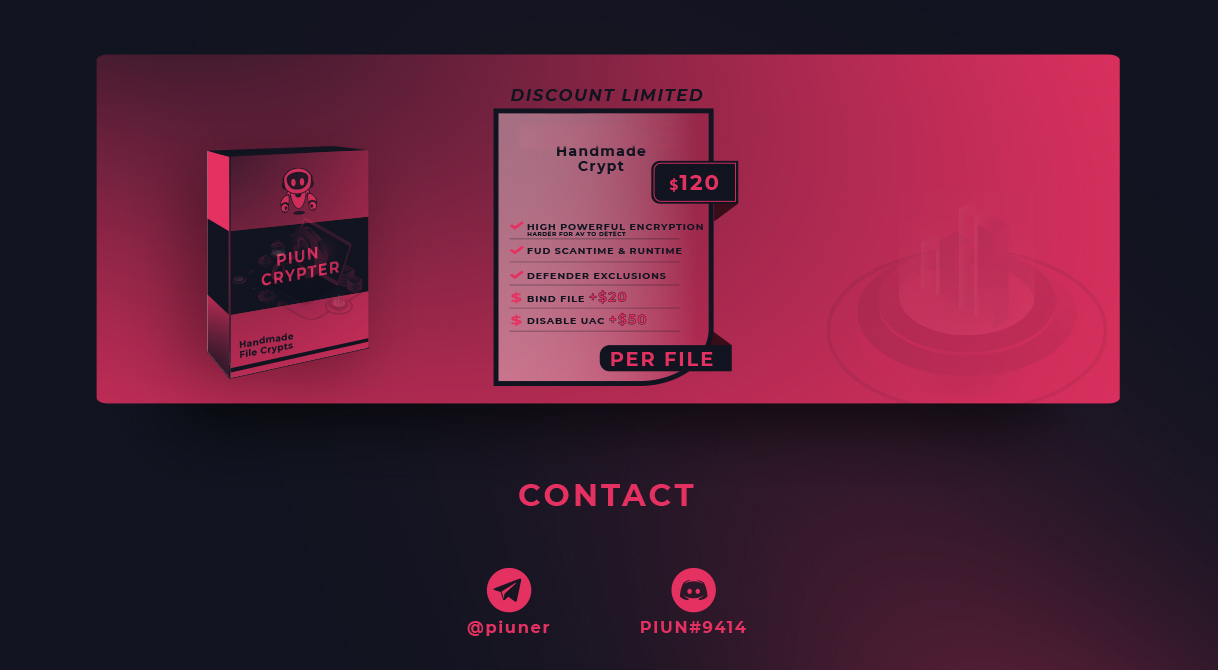 DISCOUNT LIMITED
Handmade
Crypt
$120
HIGH POWERFUL ENCRYPTION
HARDER FOR AV TO DETECT
FUD SCANTIME & RUNTIME
DEFENDER EXCLUSIONS
$ BIND FILE +$20
$ DISABLE UAC +$50
PER FILE
PIUN
CRYPTER
Handmade
File Crypts
CONTACT
@piuner
PIUN#9414